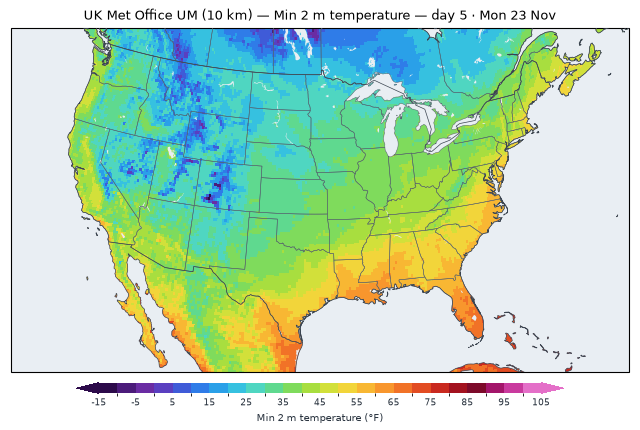 UK Met Office UM (10 km) — Min 2 m temperature — day 5 · Mon 23 Nov
-15 -5 5 15 25 35 45 55 65 75 85 95 105
Min 2 m temperature (°F)